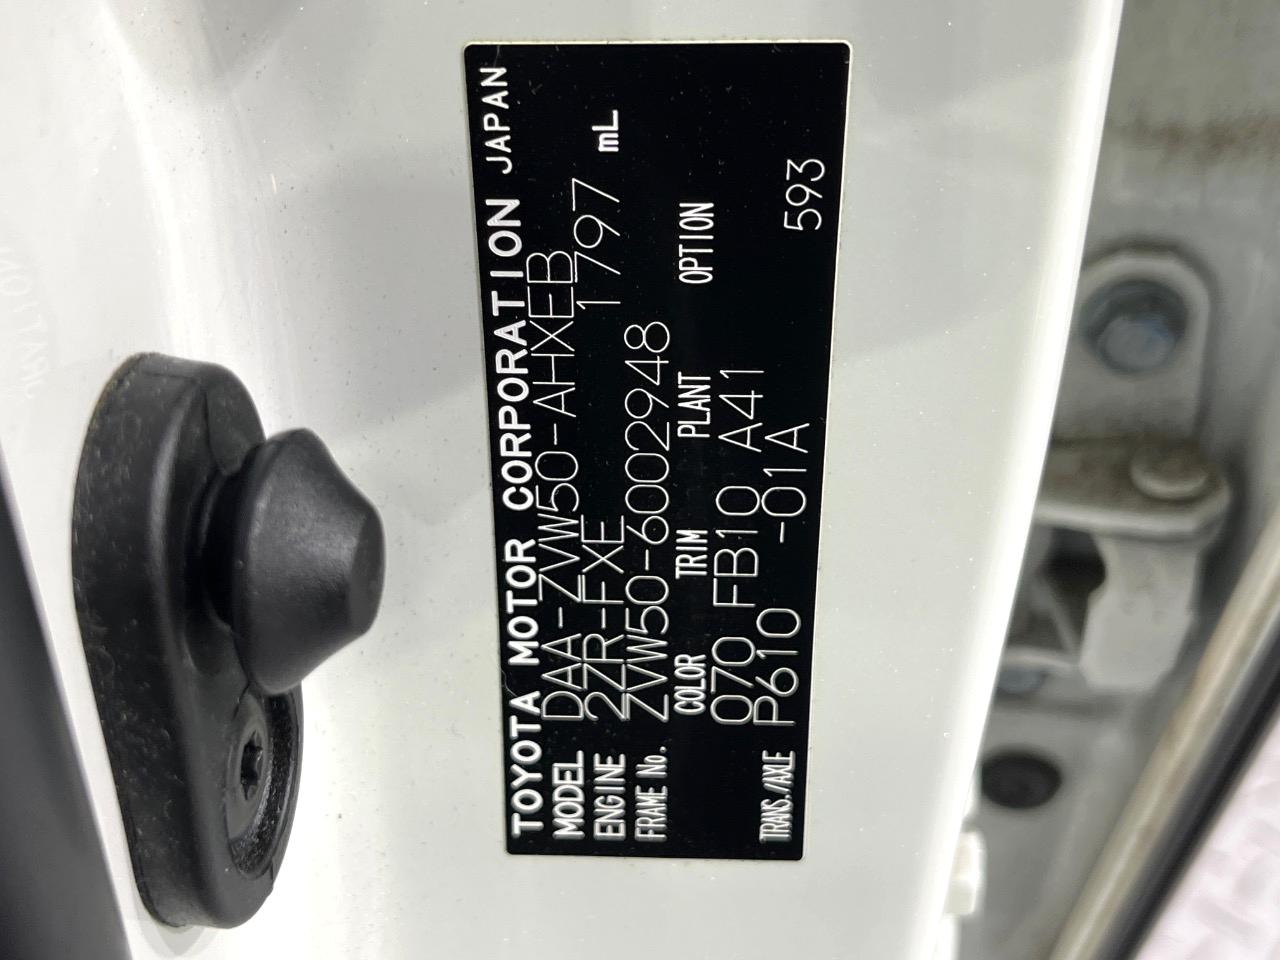 TOYOTA MOTOR CORPORATION JAPAN
MODEL DAA-ZVW50-AHXEB
ENGINE 2ZR-FXE 1797 mL
FRAME No. ZVW50-6002948
COLOR TRIM PLANT OPTION
070 FB10 A41
TRANS./AXLE P610 -01A 593